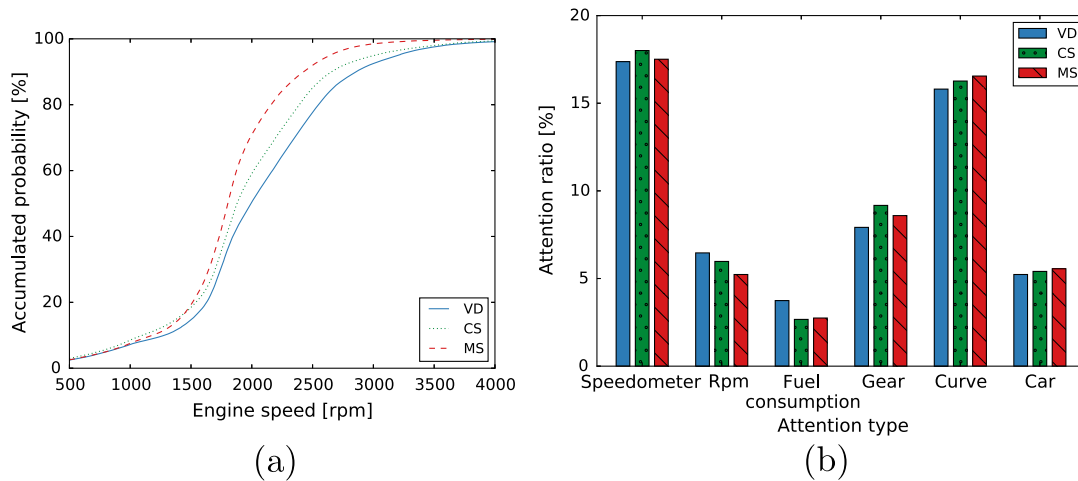 100
80
60
40
20
0
500 1000 1500 2000 2500 3000 3500 4000
Accumulated probability [%]
Engine speed [rpm]
VD
CS
MS
(a)
20
15
10
5
0
Attention ratio [%]
VD
CS
MS
Speedometer Rpm Fuel Gear Curve Car
consumption
Attention type
(b)